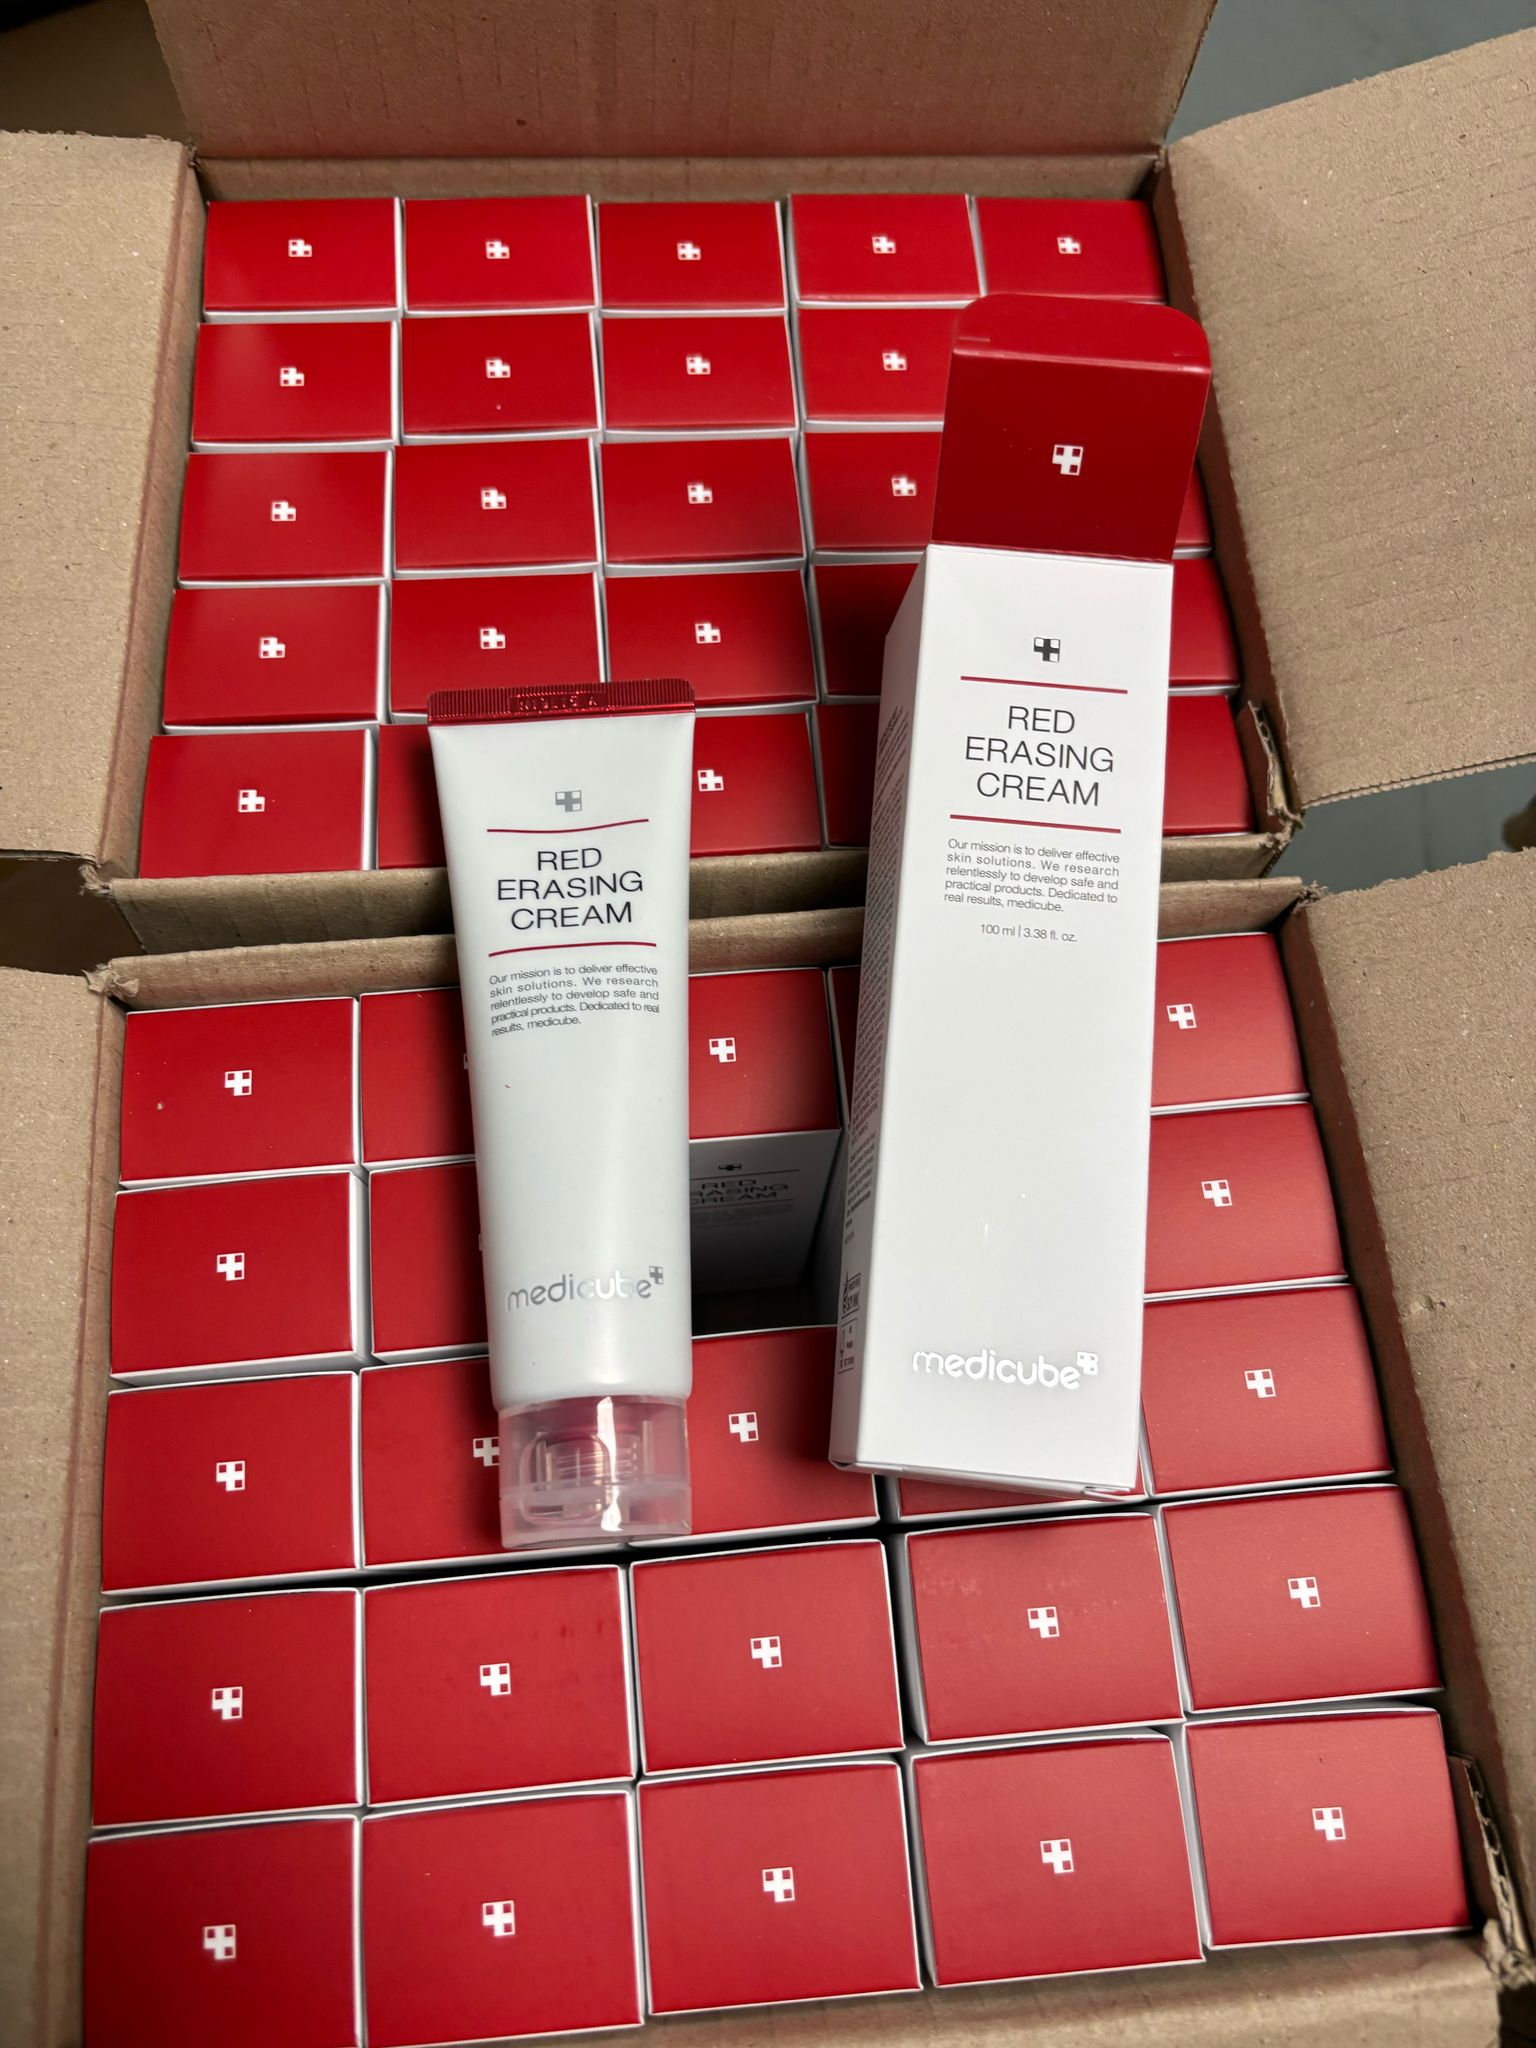 RED
ERASING
CREAM
Our mission is to deliver effective
skin solutions. We research
relentlessly to develop safe and
practical products. Dedicated to real
results, medicube.
medicube
RED
ERASING
CREAM
Our mission is to deliver effective
skin solutions. We research
relentlessly to develop safe and
practical products. Dedicated to
real results, medicube.
100 ml | 3.38 fl. oz.
medicube
RED
ERASING
CREAM